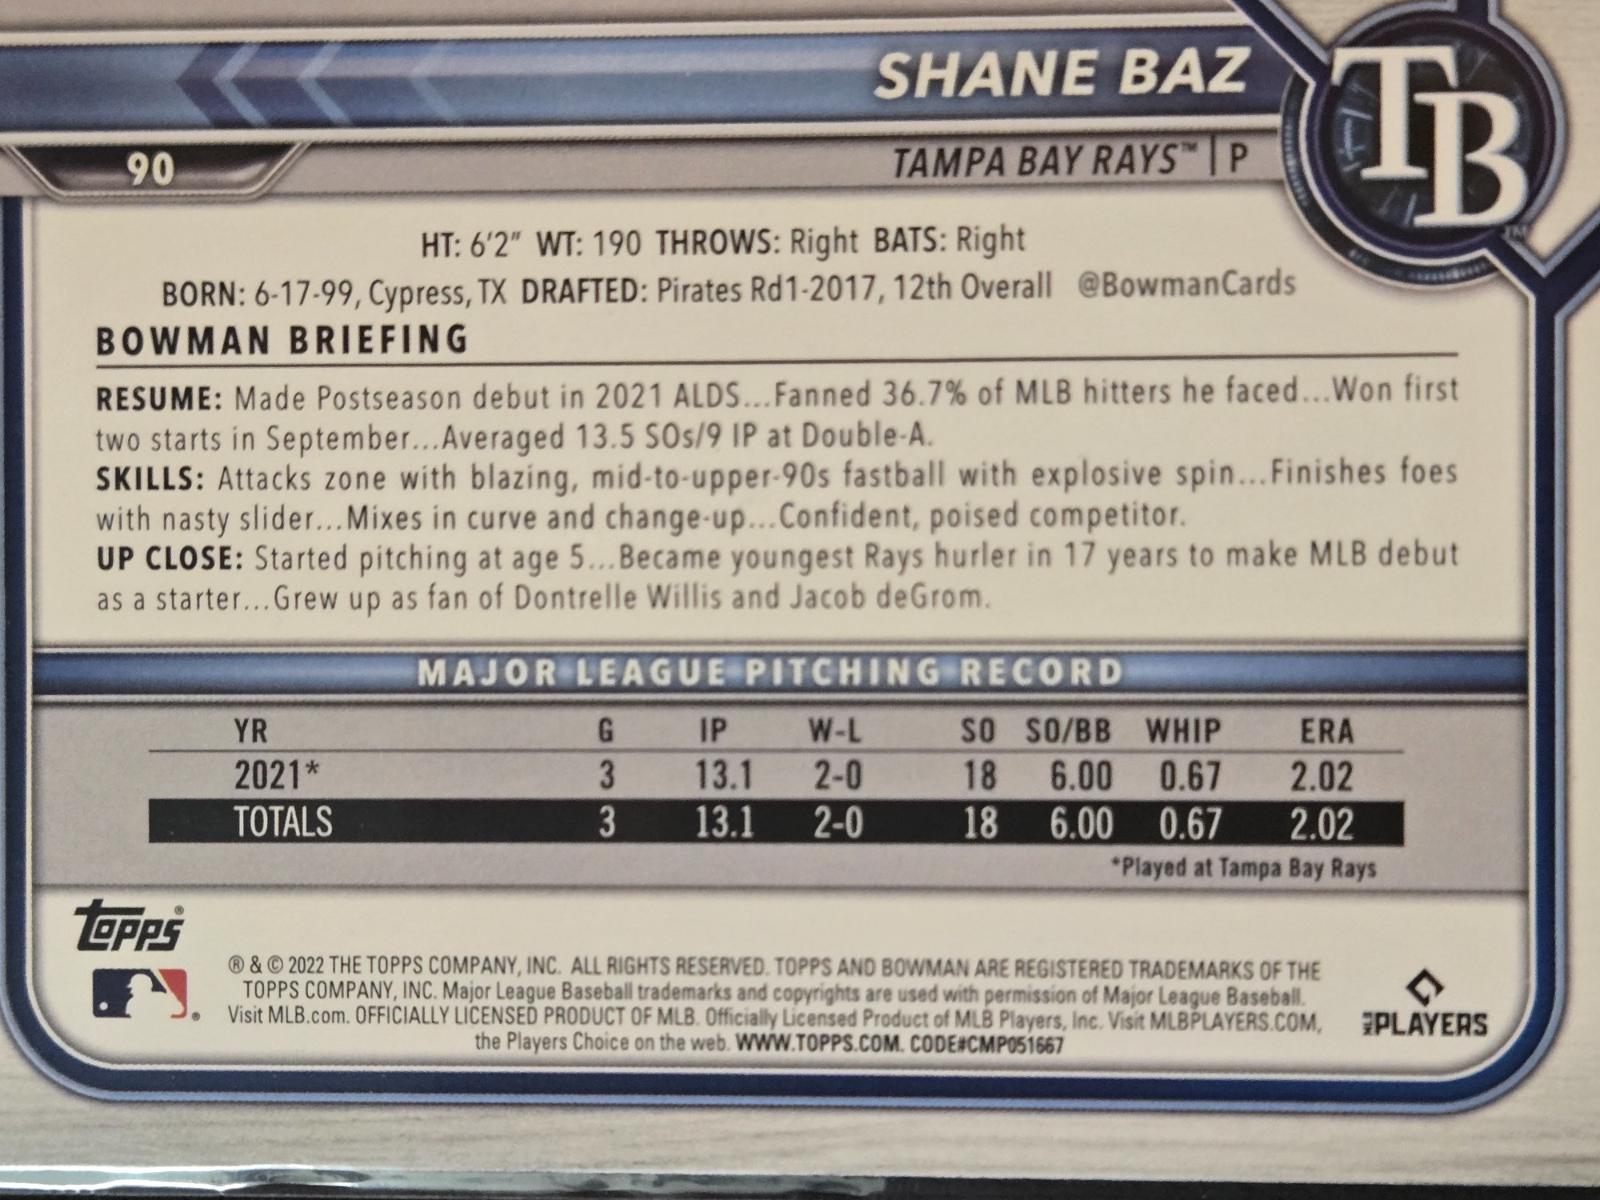 SHANE BAZ
TB
TM
90
TAMPA BAY RAYS™ | P
HT: 6'2" WT: 190 THROWS: Right BATS: Right
BORN: 6-17-99, Cypress, TX DRAFTED: Pirates Rd1-2017, 12th Overall @BowmanCards
BOWMAN BRIEFING
RESUME: Made Postseason debut in 2021 ALDS...Fanned 36.7% of MLB hitters he faced...Won first
two starts in September...Averaged 13.5 SOs/9 IP at Double-A.
SKILLS: Attacks zone with blazing, mid-to-upper-90s fastball with explosive spin...Finishes foes
with nasty slider...Mixes in curve and change-up...Confident, poised competitor.
UP CLOSE: Started pitching at age 5...Became youngest Rays hurler in 17 years to make MLB debut
as a starter...Grew up as fan of Dontrelle Willis and Jacob deGrom.
MAJOR LEAGUE PITCHING RECORD
YR G IP W-L SO SO/BB WHIP ERA
2021* 3 13.1 2-0 18 6.00 0.67 2.02
TOTALS 3 13.1 2-0 18 6.00 0.67 2.02
*Played at Tampa Bay Rays
Topps®
® & © 2022 THE TOPPS COMPANY, INC. ALL RIGHTS RESERVED. TOPPS AND BOWMAN ARE REGISTERED TRADEMARKS OF THE
TOPPS COMPANY, INC. Major League Baseball trademarks and copyrights are used with permission of Major League Baseball.
Visit MLB.com. OFFICIALLY LICENSED PRODUCT OF MLB. Officially Licensed Product of MLB Players, Inc. Visit MLBPLAYERS.COM,
the Players Choice on the web. WWW.TOPPS.COM. CODE#CMP051667
MLB PLAYERS